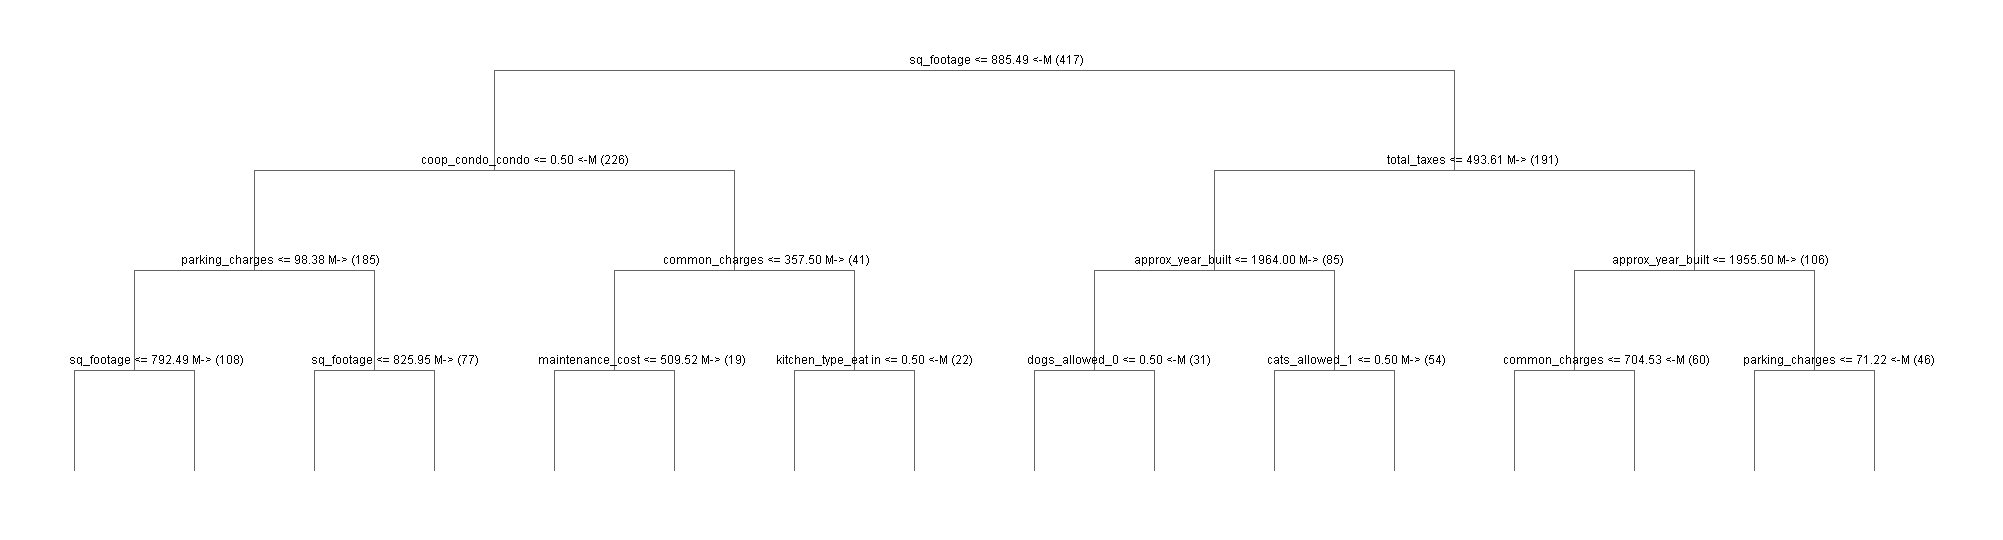 sq_footage <= 885.49 <-M (417)
coop_condo_condo <= 0.50 <-M (226)
total_taxes <= 493.61 M-> (191)
parking_charges <= 98.38 M-> (185)
common_charges <= 357.50 M-> (41)
approx_year_built <= 1964.00 M-> (85)
approx_year_built <= 1955.50 M-> (106)
sq_footage <= 792.49 M-> (108)
sq_footage <= 825.95 M-> (77)
maintenance_cost <= 509.52 M-> (19)
kitchen_type_eat in <= 0.50 <-M (22)
dogs_allowed_0 <= 0.50 <-M (31)
cats_allowed_1 <= 0.50 M-> (54)
common_charges <= 704.53 <-M (60)
parking_charges <= 71.22 <-M (46)